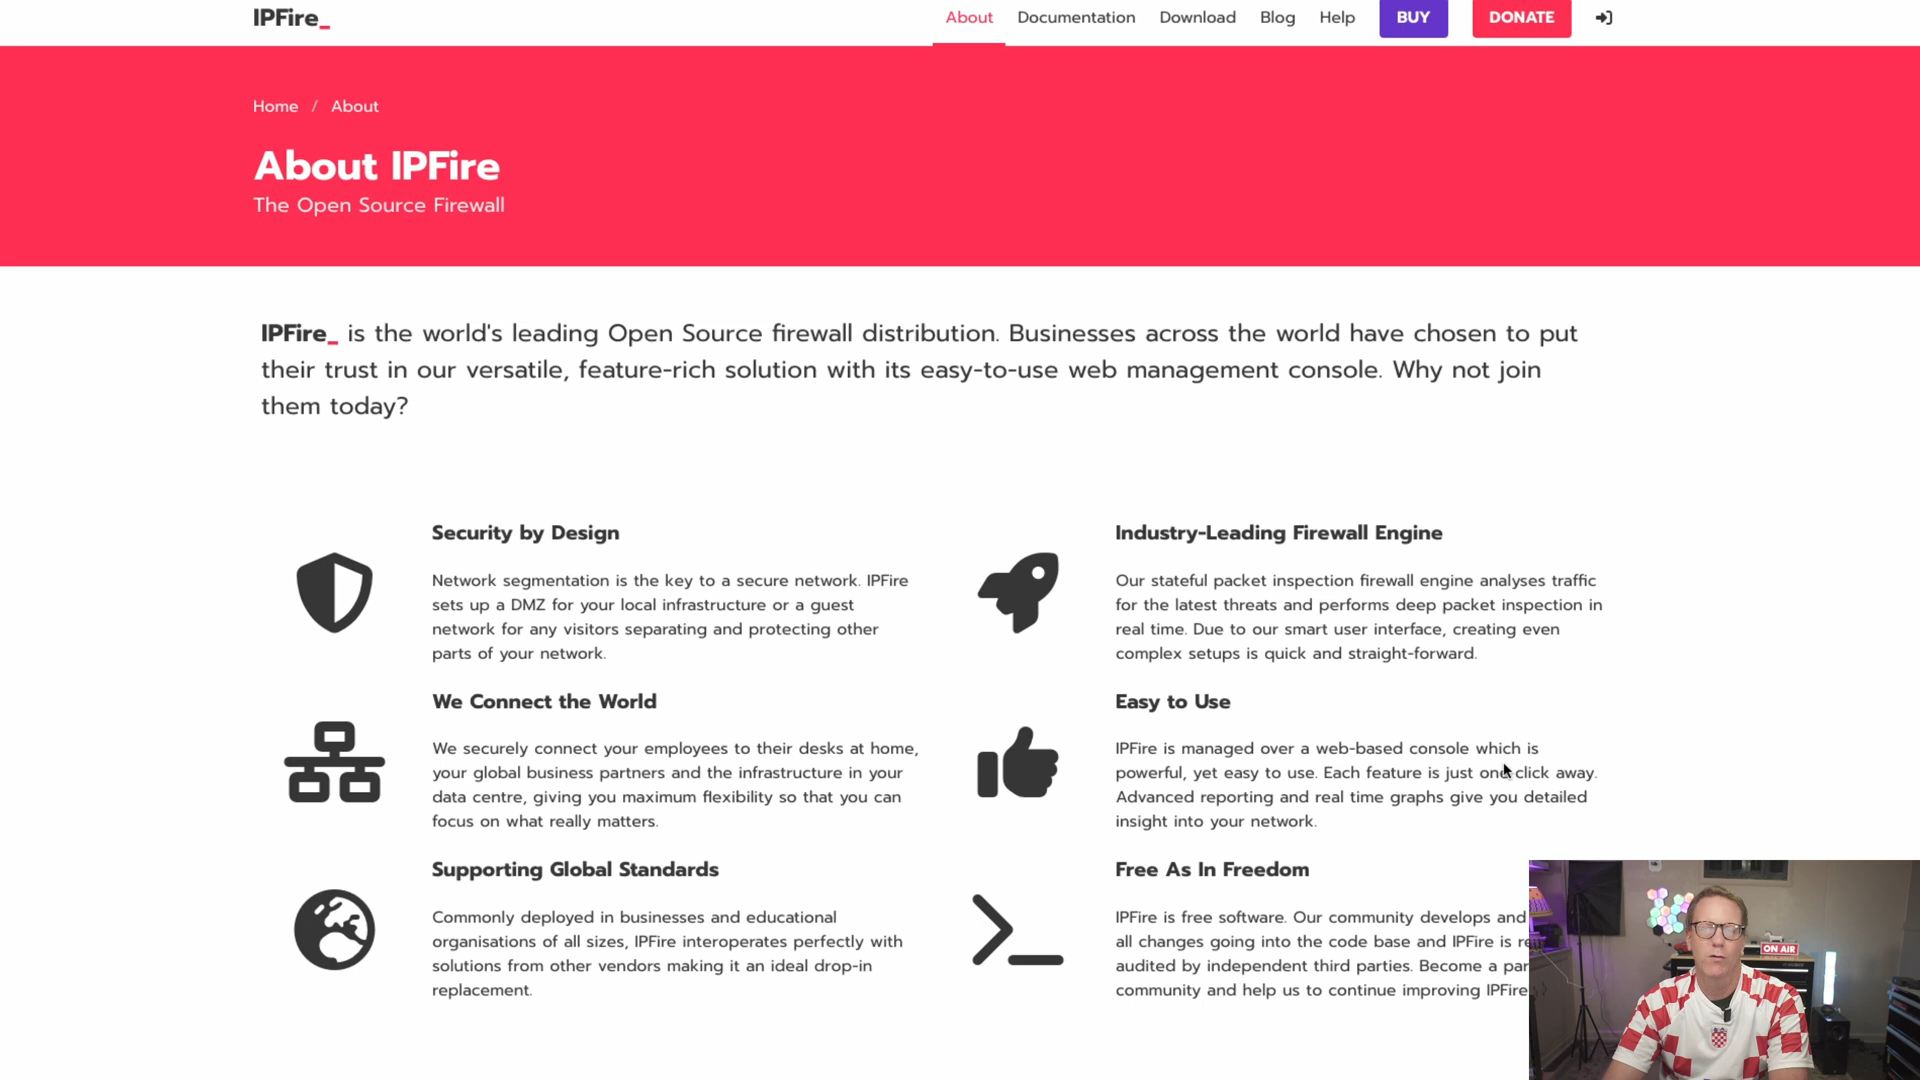 IPFire_
About
Documentation
Download
Blog
Help
BUY
DONATE
Home / About
About IPFire
The Open Source Firewall
IPFire_ is the world's leading Open Source firewall distribution. Businesses across the world have chosen to put
their trust in our versatile, feature-rich solution with its easy-to-use web management console. Why not join
them today?
Security by Design
Network segmentation is the key to a secure network. IPFire
sets up a DMZ for your local infrastructure or a guest
network for any visitors separating and protecting other
parts of your network.
Industry-Leading Firewall Engine
Our stateful packet inspection firewall engine analyses traffic
for the latest threats and performs deep packet inspection in
real time. Due to our smart user interface, creating even
complex setups is quick and straight-forward.
We Connect the World
We securely connect your employees to their desks at home,
your global business partners and the infrastructure in your
data centre, giving you maximum flexibility so that you can
focus on what really matters.
Easy to Use
IPFire is managed over a web-based console which is
powerful, yet easy to use. Each feature is just one click away.
Advanced reporting and real time graphs give you detailed
insight into your network.
Supporting Global Standards
Commonly deployed in businesses and educational
organisations of all sizes, IPFire interoperates perfectly with
solutions from other vendors making it an ideal drop-in
replacement.
Free As In Freedom
IPFire is free software. Our community develops and
all changes going into the code base and IPFire is
audited by independent third parties. Become a
community and help us to continue improving IPFire
ON AIR